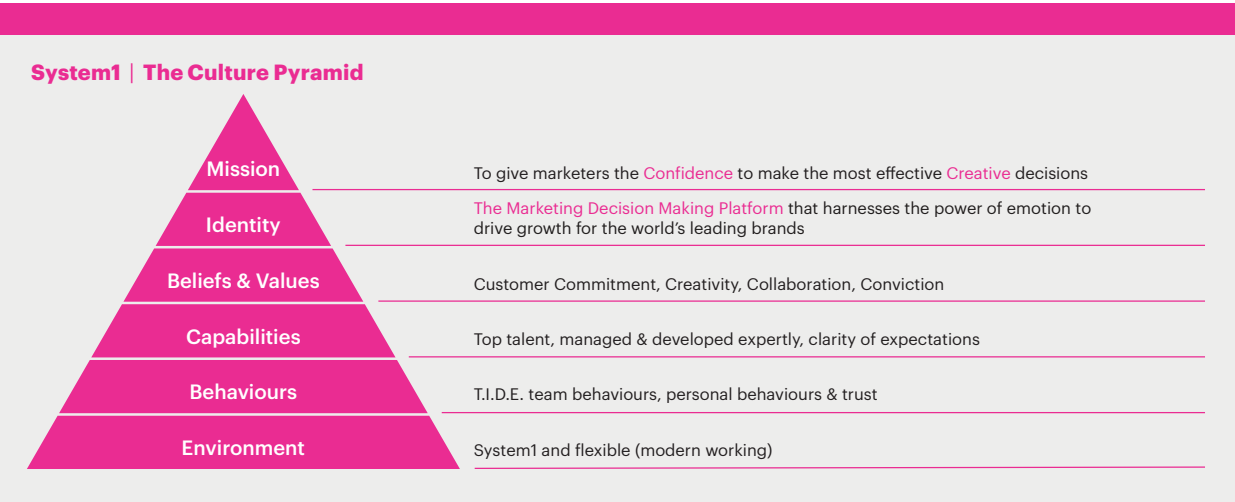 System1 | The Culture Pyramid
Mission
To give marketers the Confidence to make the most effective Creative decisions
Identity
The Marketing Decision Making Platform that harnesses the power of emotion to
drive growth for the world’s leading brands
Beliefs & Values
Customer Commitment, Creativity, Collaboration, Conviction
Capabilities
Top talent, managed & developed expertly, clarity of expectations
Behaviours
T.I.D.E. team behaviours, personal behaviours & trust
Environment
System1 and flexible (modern working)